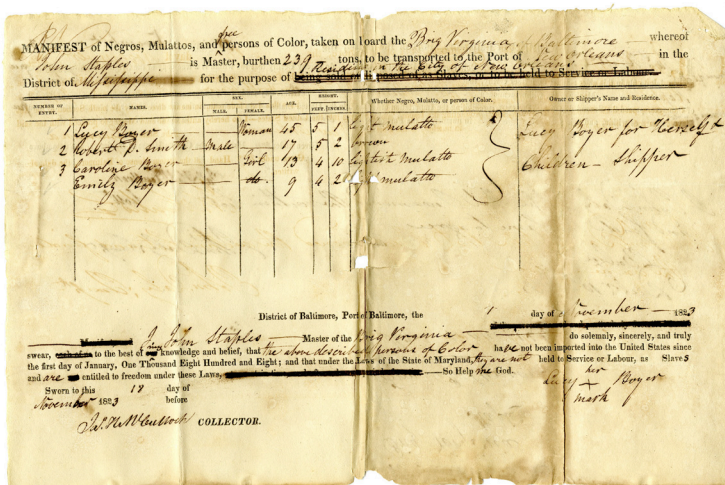 free
MANIFEST of Negros, Mulattos, and persons of Color, taken on board the Brig Virginia, Baltimore whereof
John Staples is Master, burthen 239 tons, to be transported to the Port of New Orleans in the
District of Mississippi for the purpose of Residing in the City of New Orleans
NUMBER OF ENTRY. NAMES. SEX. MALE. FEMALE. AGE. HEIGHT. FEET INCHES. Whether Negro, Mulatto, or person of Color. Owner or Shipper's Name and Residence.
1 Lucy Boyer Woman 45 5 1 light mulatto Lucy Boyer for Herself &
2 Robert D. Smith Male 17 5 2 brown
3 Caroline Boyer Girl 13 4 10 lightest mulatto Children - Shipper
Emily Boyer do. 9 4 2 light mulatto
District of Baltimore, Port of Baltimore, the 1 day of November 1823
John Staples Master of the Brig Virginia do solemnly, sincerely, and truly
swear, to the best of knowledge and belief, that the above described persons of Color have not been imported into the United States since
the first day of January, One Thousand Eight Hundred and Eight; and that under the Laws of the State of Maryland, they are not held to Service or Labour, as Slaves
and are entitled to freedom under these Laws, So Help me God.
Sworn to this 18 day of
November 1823 before
Jas. H. McCulloch COLLECTOR.
her
Lucy + Boyer
mark